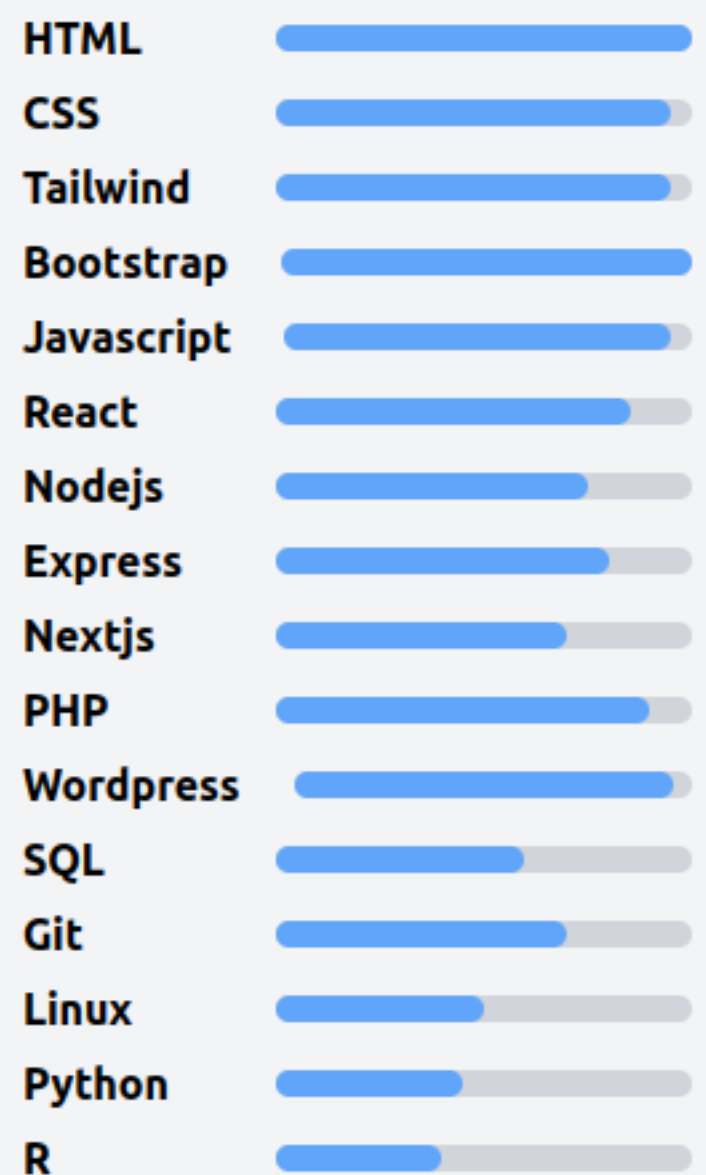 HTML
CSS
Tailwind
Bootstrap
Javascript
React
Nodejs
Express
Nextjs
PHP
Wordpress
SQL
Git
Linux
Python
R